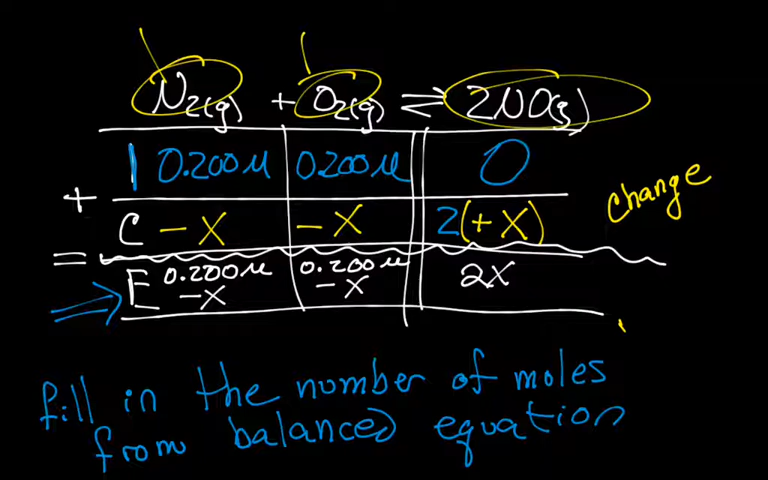 N2(g) + O2(g) ⇌ 2NO(g)
I 0.200M 0.200M 0
+
C -X -X 2(+X) change
=
E 0.200M -X 0.200M -X 2X
fill in the number of moles
from balanced equation